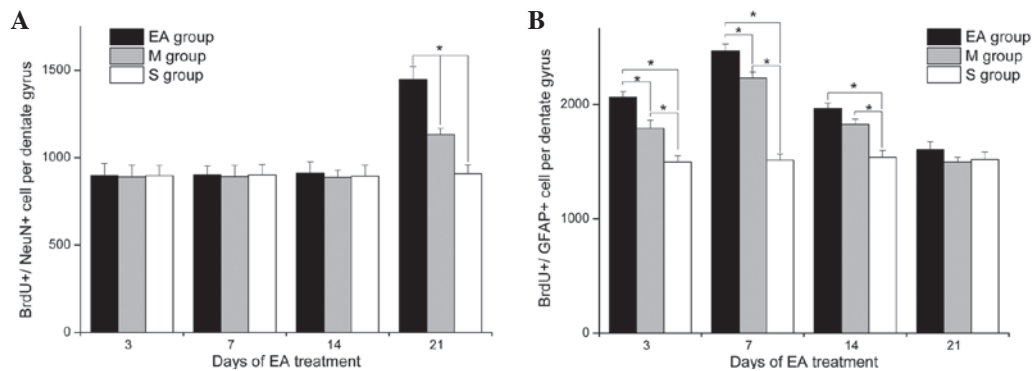 A
EA group
M group
S group
BrdU+/ NeuN+ cell per dentate gyrus
1500
1000
500
0
*
3 7 14 21
Days of EA treatment
B
EA group
M group
S group
BrdU+/ GFAP+ cell per dentate gyrus
2000
1000
0
*
*
*
*
*
*
*
*
3 7 14 21
Days of EA treatment